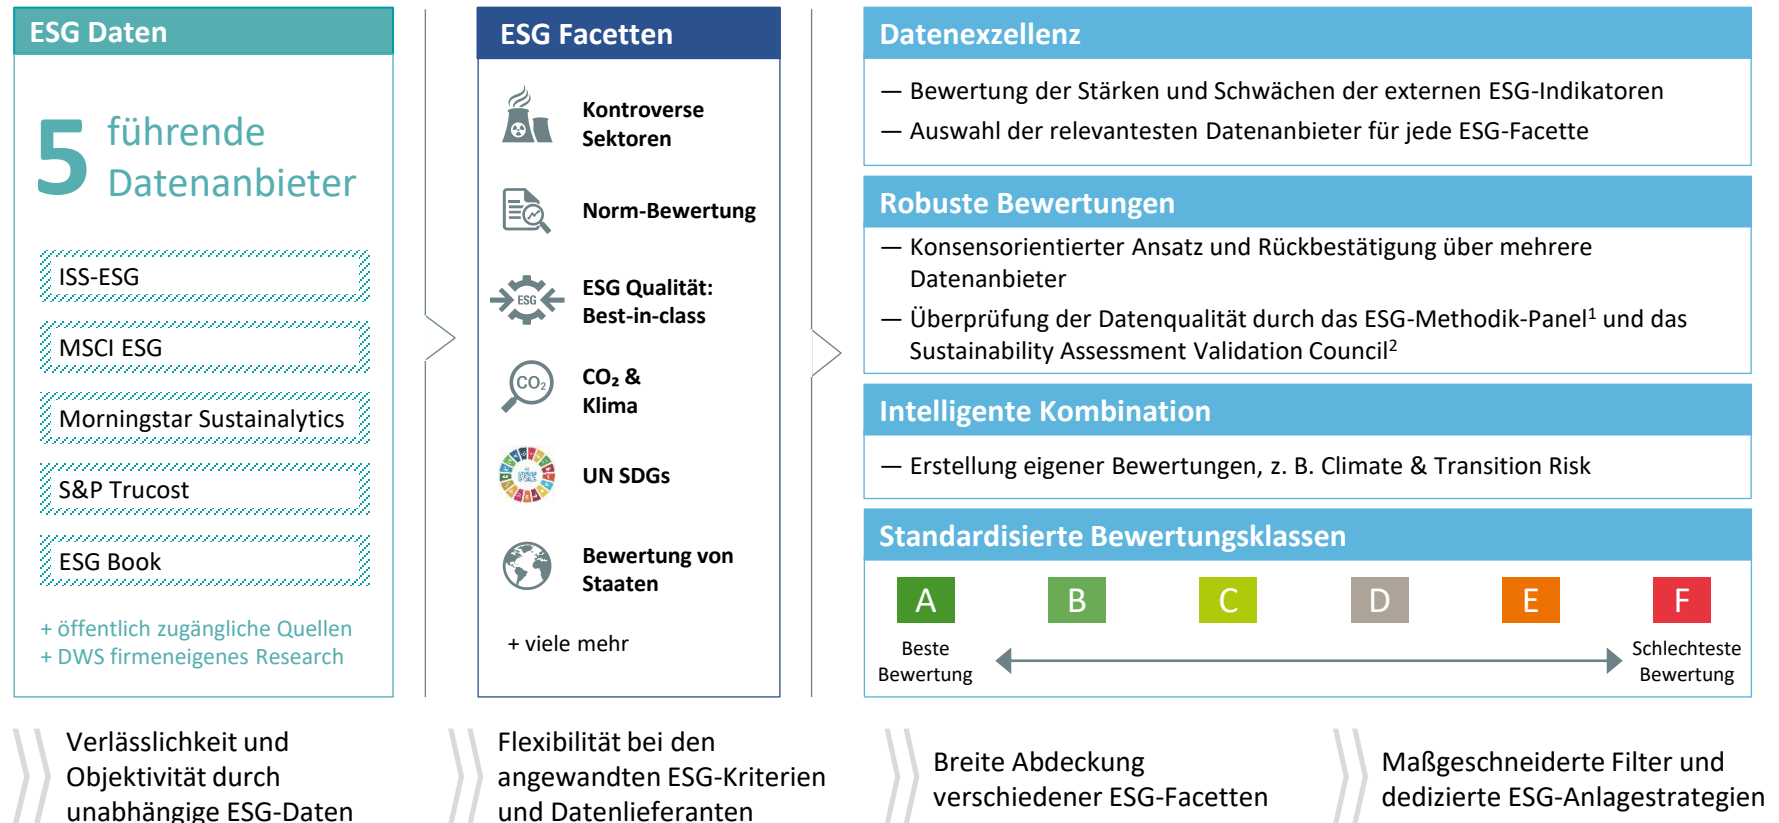 ESG Daten
5 führende
Datenanbieter
ISS-ESG
MSCI ESG
Morningstar Sustainalytics
S&P Trucost
ESG Book
+ öffentlich zugängliche Quellen
+ DWS firmeneigenes Research
ESG Facetten
Kontroverse
Sektoren
Norm-Bewertung
ESG
ESG Qualität:
Best-in-class
CO₂
CO₂ &
Klima
UN SDGs
Bewertung von
Staaten
+ viele mehr
Datenexzellenz
— Bewertung der Stärken und Schwächen der externen ESG-Indikatoren
— Auswahl der relevantesten Datenanbieter für jede ESG-Facette
Robuste Bewertungen
— Konsensorientierter Ansatz und Rückbestätigung über mehrere
Datenanbieter
— Überprüfung der Datenqualität durch das ESG-Methodik-Panel¹ und das
Sustainability Assessment Validation Council²
Intelligente Kombination
— Erstellung eigener Bewertungen, z. B. Climate & Transition Risk
Standardisierte Bewertungsklassen
A B C D E F
Beste
Bewertung
Schlechteste
Bewertung
Verlässlichkeit und
Objektivität durch
unabhängige ESG-Daten
Flexibilität bei den
angewandten ESG-Kriterien
und Datenlieferanten
Breite Abdeckung
verschiedener ESG-Facetten
Maßgeschneiderte Filter und
dedizierte ESG-Anlagestrategien